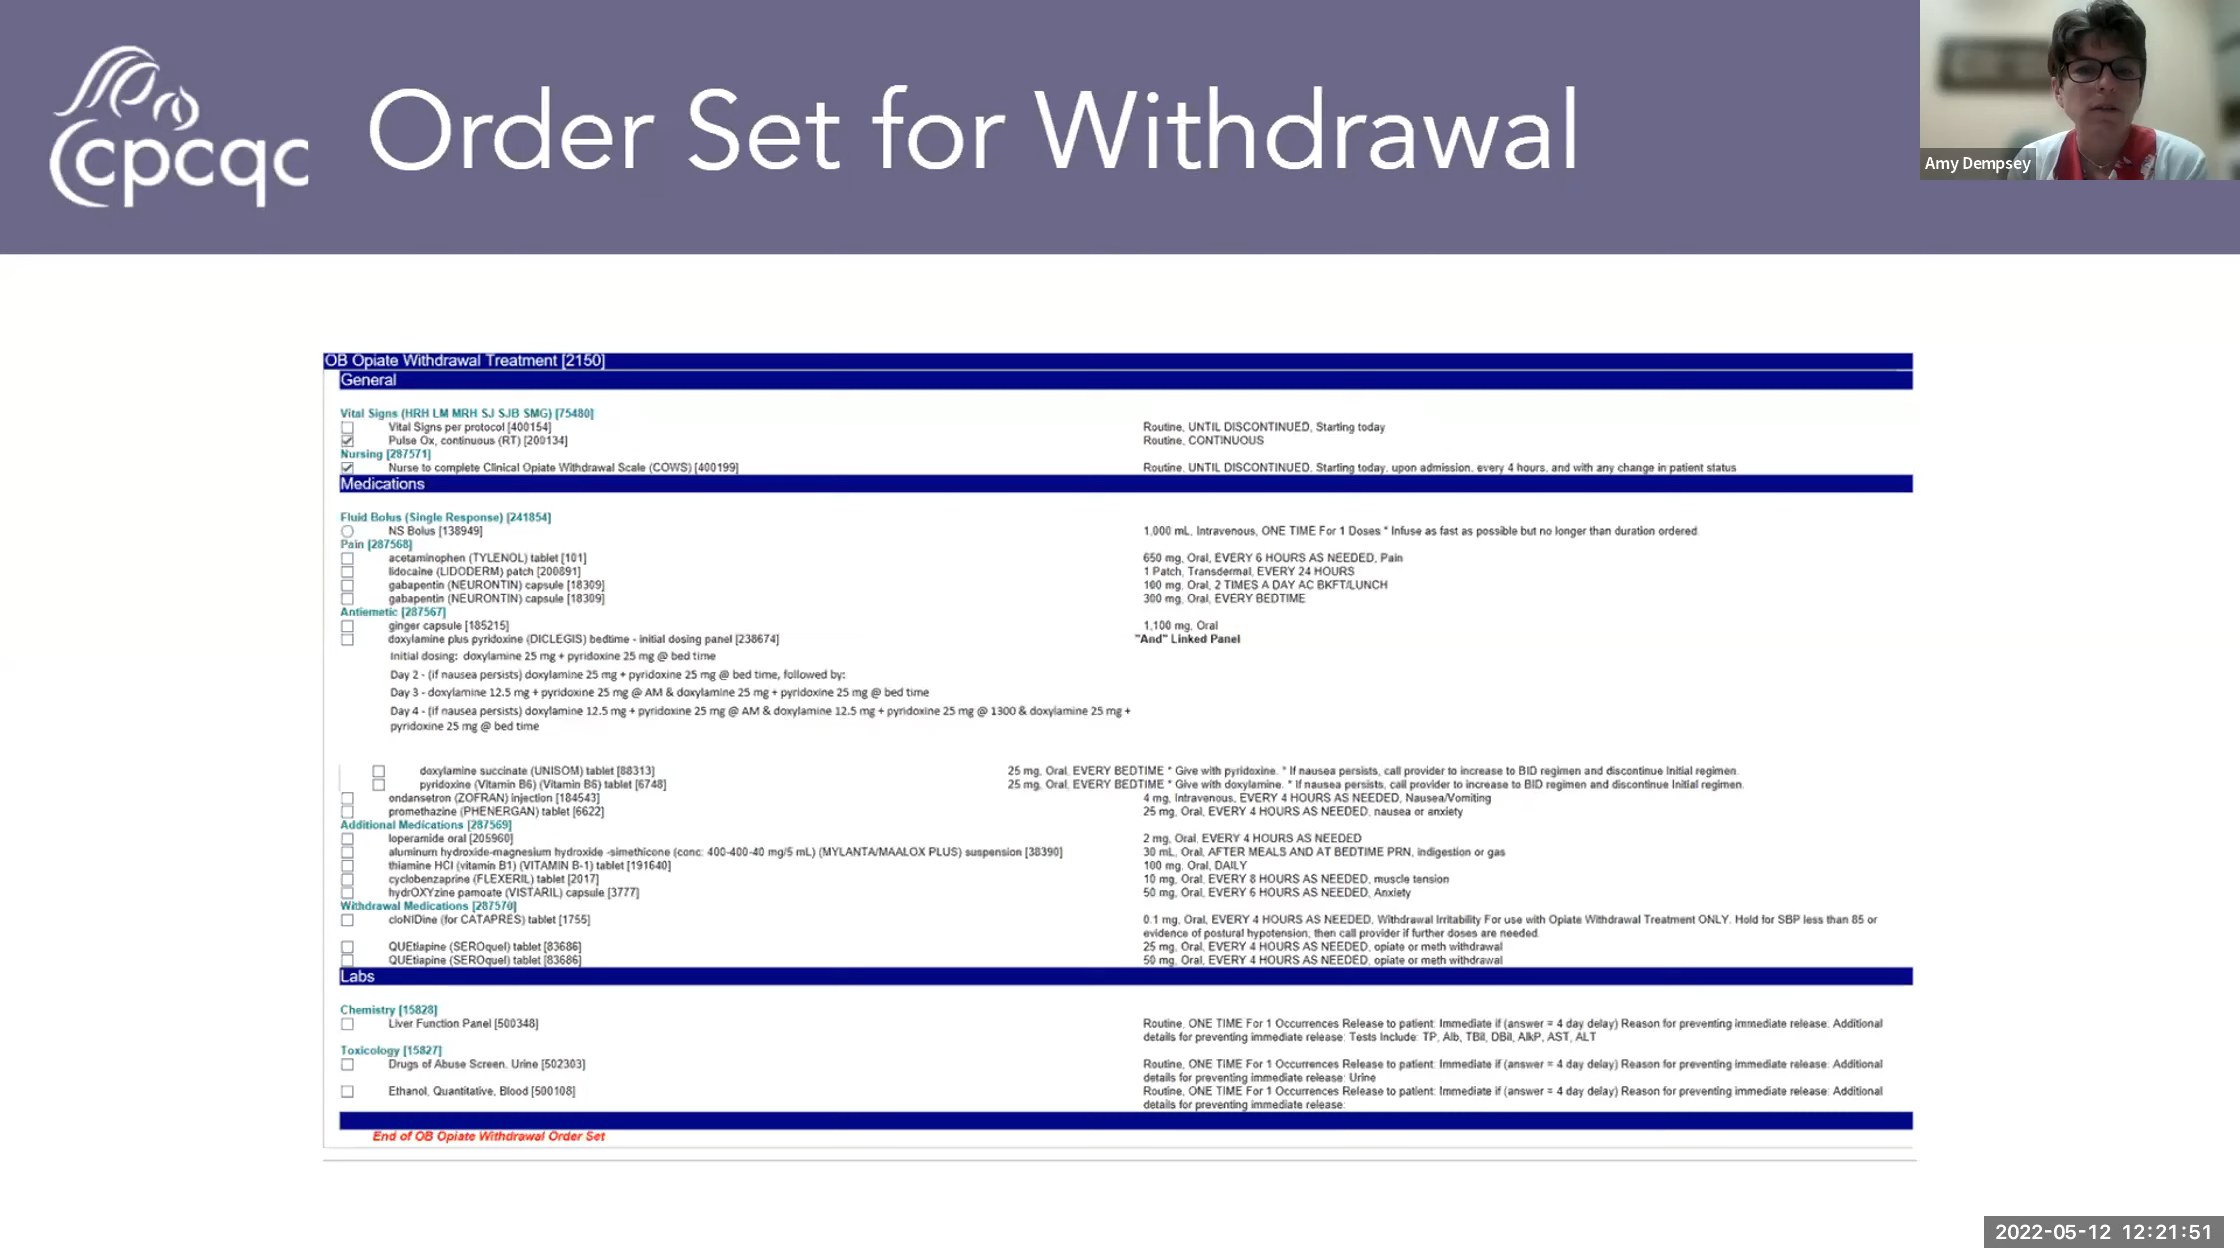 cpcqc
Order Set for Withdrawal
Amy Dempsey
OB Opiate Withdrawal Treatment [2150]
General
Vital Signs (HRH LM MRH SJ SJB SMG) [75480]
Vital Signs per protocol [400154] Routine, UNTIL DISCONTINUED, Starting today
Pulse Ox, continuous (RT) [200134] Routine, CONTINUOUS
Nursing [287571]
Nurse to complete Clinical Opiate Withdrawal Scale (COWS) [400199] Routine, UNTIL DISCONTINUED, Starting today, upon admission, every 4 hours, and with any change in patient status
Medications
Fluid Bolus (Single Response) [241854]
NS Bolus [138949] 1,000 mL, Intravenous, ONE TIME For 1 Doses * Infuse as fast as possible but no longer than duration ordered.
Pain [287568]
acetaminophen (TYLENOL) tablet [101] 650 mg, Oral, EVERY 6 HOURS AS NEEDED, Pain
lidocaine (LIDODERM) patch [200891] 1 Patch, Transdermal, EVERY 24 HOURS
gabapentin (NEURONTIN) capsule [18309] 100 mg, Oral, 2 TIMES A DAY AC BKFT/LUNCH
gabapentin (NEURONTIN) capsule [18309] 300 mg, Oral, EVERY BEDTIME
Antiemetic [287567]
ginger capsule [185215] 1,100 mg, Oral
doxylamine plus pyridoxine (DICLEGIS) bedtime - initial dosing panel [238674] "And" Linked Panel
Initial dosing: doxylamine 25 mg + pyridoxine 25 mg @ bed time
Day 2 - (if nausea persists) doxylamine 25 mg + pyridoxine 25 mg @ bed time, followed by:
Day 3 - doxylamine 12.5 mg + pyridoxine 25 mg @ AM & doxylamine 25 mg + pyridoxine 25 mg @ bed time
Day 4 - (if nausea persists) doxylamine 12.5 mg + pyridoxine 25 mg @ AM & doxylamine 12.5 mg + pyridoxine 25 mg @ 1300 & doxylamine 25 mg +
pyridoxine 25 mg @ bed time
doxylamine succinate (UNISOM) tablet [88313] 25 mg, Oral, EVERY BEDTIME * Give with pyridoxine. * If nausea persists, call provider to increase to BID regimen and discontinue Initial regimen.
pyridoxine (Vitamin B6) (Vitamin B6) tablet [6748] 25 mg, Oral, EVERY BEDTIME * Give with doxylamine. * If nausea persists, call provider to increase to BID regimen and discontinue Initial regimen.
ondansetron (ZOFRAN) injection [184543] 4 mg, Intravenous, EVERY 4 HOURS AS NEEDED, Nausea/Vomiting
promethazine (PHENERGAN) tablet [6622] 25 mg, Oral, EVERY 4 HOURS AS NEEDED, nausea or anxiety
Additional Medications [287569]
loperamide oral [205960] 2 mg, Oral, EVERY 4 HOURS AS NEEDED
aluminum hydroxide-magnesium hydroxide -simethicone (conc: 400-400-40 mg/5 mL) (MYLANTA/MAALOX PLUS) suspension [38390] 30 mL, Oral, AFTER MEALS AND AT BEDTIME PRN, indigestion or gas
thiamine HCl (vitamin B1) (VITAMIN B-1) tablet [191640] 100 mg, Oral, DAILY
cyclobenzaprine (FLEXERIL) tablet [2017] 10 mg, Oral, EVERY 8 HOURS AS NEEDED, muscle tension
hydrOXYzine pamoate (VISTARIL) capsule [3777] 50 mg, Oral, EVERY 6 HOURS AS NEEDED, Anxiety
Withdrawal Medications [287570]
cloNIDine (for CATAPRES) tablet [1755] 0.1 mg, Oral, EVERY 4 HOURS AS NEEDED, Withdrawal Irritability For use with Opiate Withdrawal Treatment ONLY. Hold for SBP less than 85 or
evidence of postural hypotension; then call provider if further doses are needed.
QUEtiapine (SEROquel) tablet [83686] 25 mg, Oral, EVERY 4 HOURS AS NEEDED, opiate or meth withdrawal
QUEtiapine (SEROquel) tablet [83686] 50 mg, Oral, EVERY 4 HOURS AS NEEDED, opiate or meth withdrawal
Labs
Chemistry [15828]
Liver Function Panel [500348] Routine, ONE TIME For 1 Occurrences Release to patient: Immediate if (answer = 4 day delay) Reason for preventing immediate release: Additional
details for preventing immediate release: Tests Include: TP, Alb, TBil, DBil, AlkP, AST, ALT
Toxicology [15827]
Drugs of Abuse Screen, Urine [502303] Routine, ONE TIME For 1 Occurrences Release to patient: Immediate if (answer = 4 day delay) Reason for preventing immediate release: Additional
details for preventing immediate release: Urine
Ethanol, Quantitative, Blood [500108] Routine, ONE TIME For 1 Occurrences Release to patient: Immediate if (answer = 4 day delay) Reason for preventing immediate release: Additional
details for preventing immediate release:
End of OB Opiate Withdrawal Order Set
2022-05-12 12:21:51